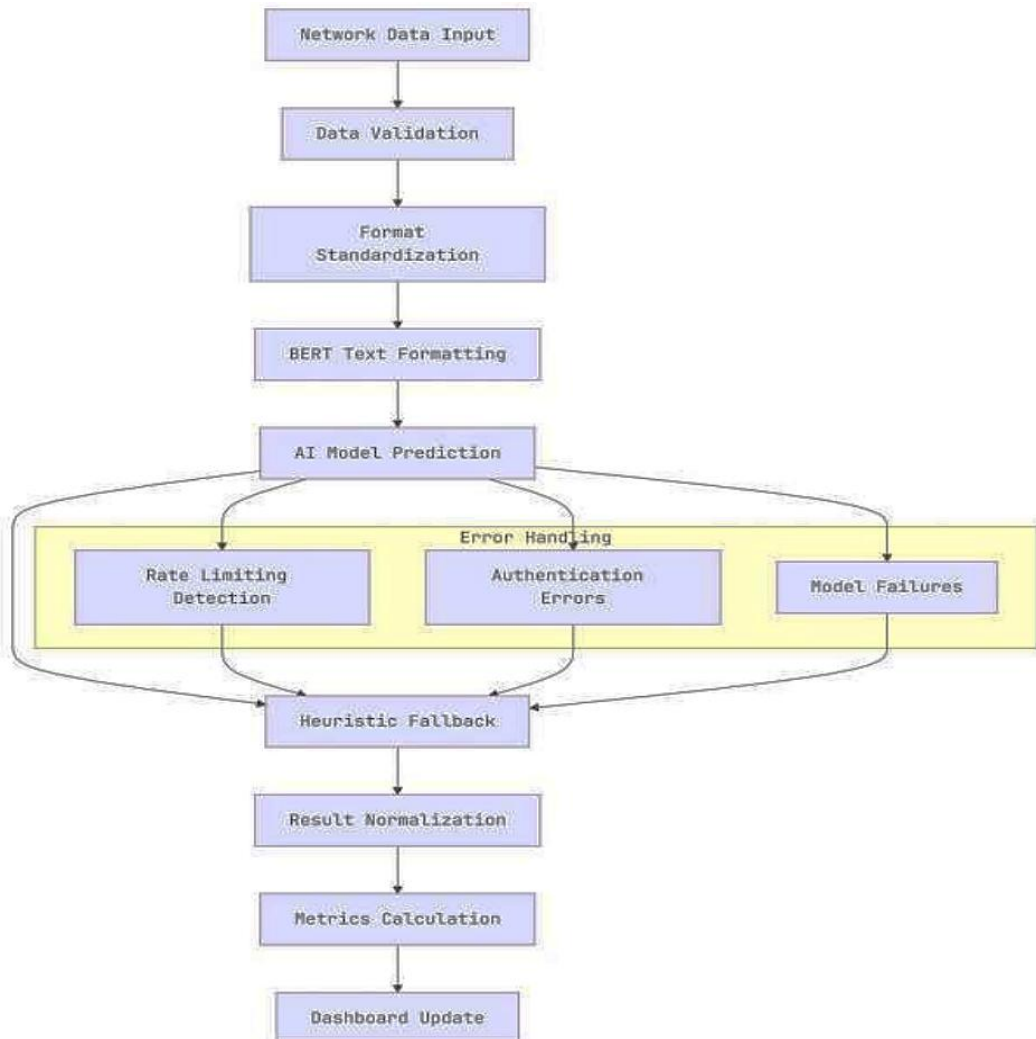 Network Data Input
Data Validation
Format
Standardization
BERT Text Formatting
AI Model Prediction
Error Handling
Rate Limiting
Detection
Authentication
Errors
Model Failures
Heuristic Fallback
Result Normalization
Metrics Calculation
Dashboard Update